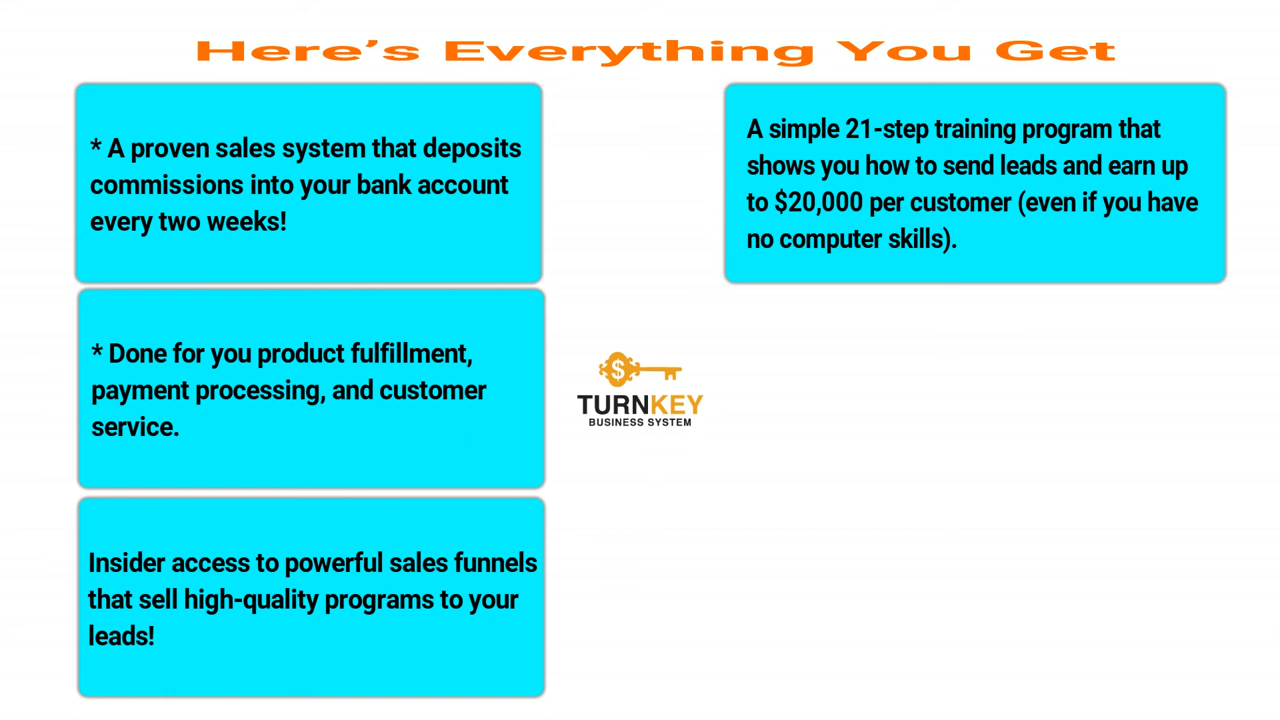 Here's Everything You Get
* A proven sales system that deposits
commissions into your bank account
every two weeks!
* Done for you product fulfillment,
payment processing, and customer
service.
Insider access to powerful sales funnels
that sell high-quality programs to your
leads!
$
TURNKEY
BUSINESS SYSTEM
A simple 21-step training program that
shows you how to send leads and earn up
to $20,000 per customer (even if you have
no computer skills).